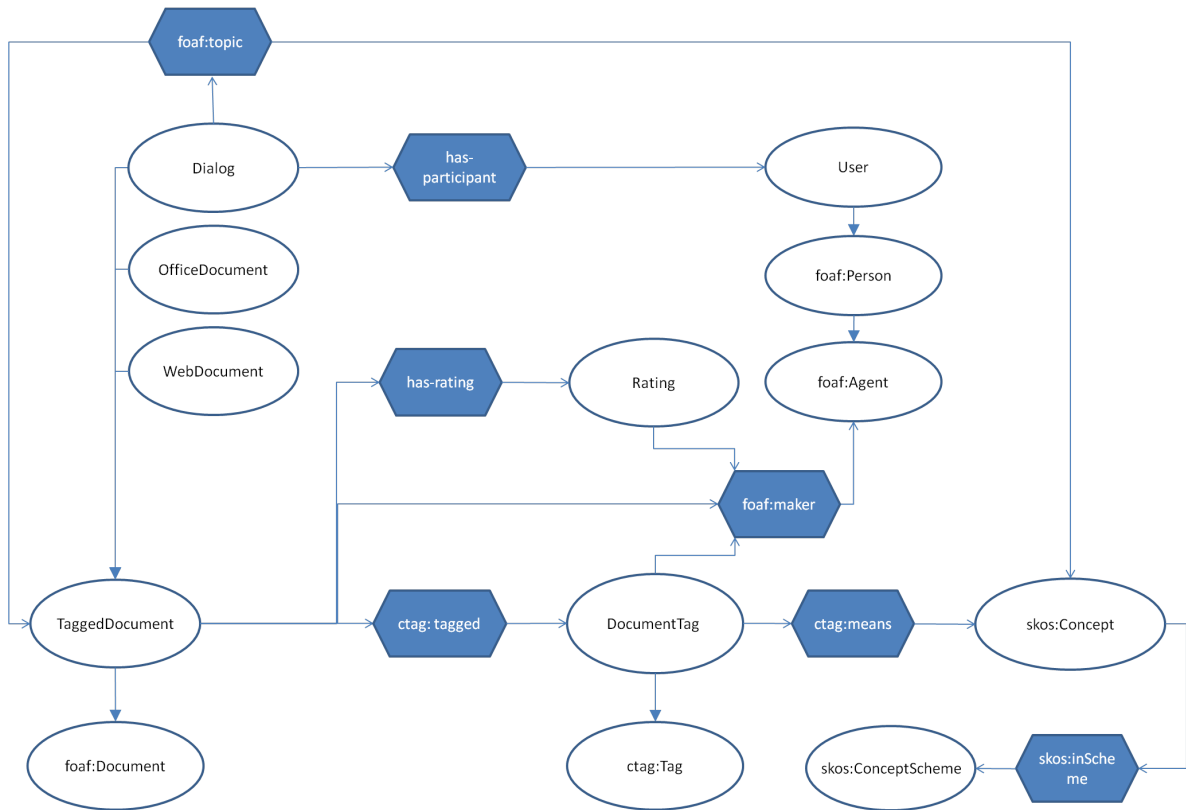 foaf:topic
Dialog
has-
participant
User
OfficeDocument
foaf:Person
WebDocument
has-rating
Rating
foaf:Agent
foaf:maker
TaggedDocument
ctag: tagged
DocumentTag
ctag:means
skos:Concept
foaf:Document
ctag:Tag
skos:ConceptScheme
skos:inSche
me